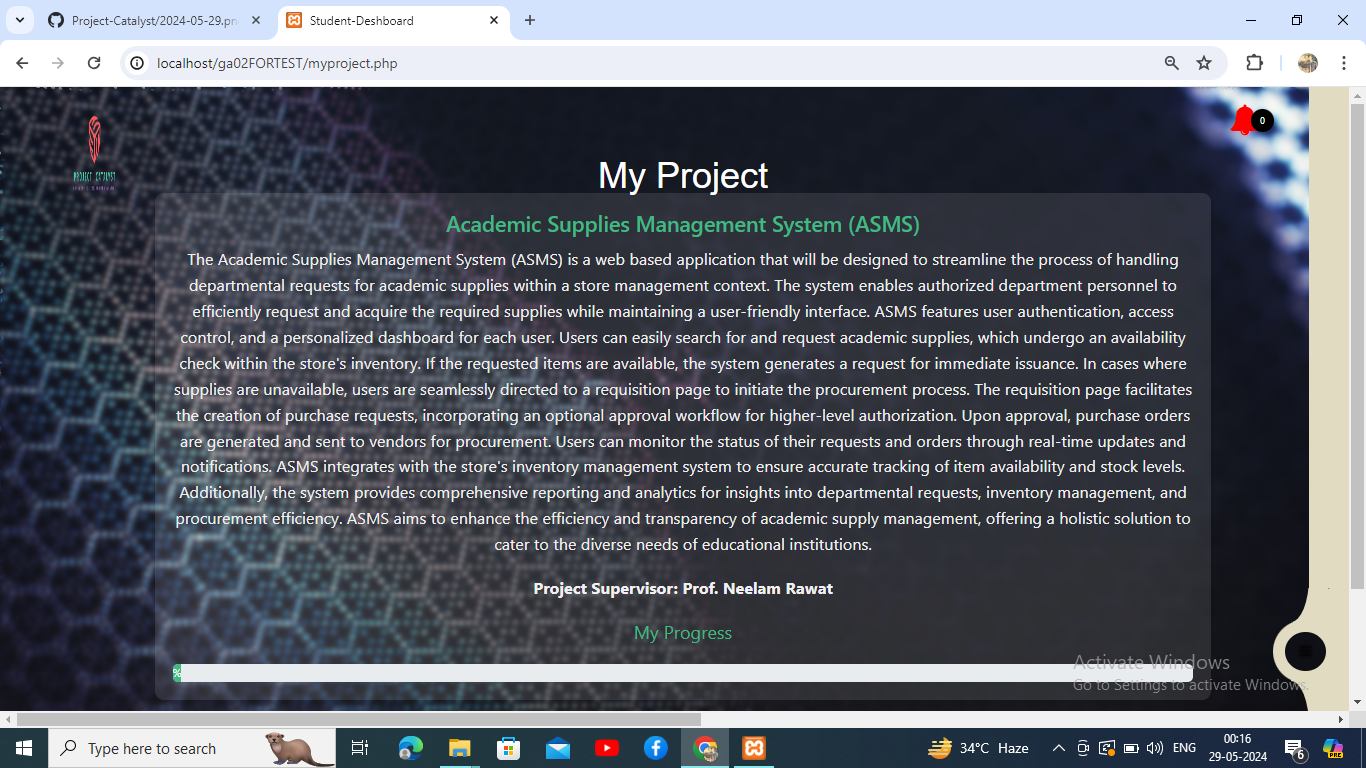 Project-Catalyst/2024-05-29.pn
Student-Deshboard
localhost/ga02FORTEST/myproject.php
0
PROJECT CATALYST
My Project
Academic Supplies Management System (ASMS)
The Academic Supplies Management System (ASMS) is a web based application that will be designed to streamline the process of handling
departmental requests for academic supplies within a store management context. The system enables authorized department personnel to
efficiently request and acquire the required supplies while maintaining a user-friendly interface. ASMS features user authentication, access
control, and a personalized dashboard for each user. Users can easily search for and request academic supplies, which undergo an availability
check within the store's inventory. If the requested items are available, the system generates a request for immediate issuance. In cases where
supplies are unavailable, users are seamlessly directed to a requisition page to initiate the procurement process. The requisition page facilitates
the creation of purchase requests, incorporating an optional approval workflow for higher-level authorization. Upon approval, purchase orders
are generated and sent to vendors for procurement. Users can monitor the status of their requests and orders through real-time updates and
notifications. ASMS integrates with the store's inventory management system to ensure accurate tracking of item availability and stock levels.
Additionally, the system provides comprehensive reporting and analytics for insights into departmental requests, inventory management, and
procurement efficiency. ASMS aims to enhance the efficiency and transparency of academic supply management, offering a holistic solution to
cater to the diverse needs of educational institutions.
Project Supervisor: Prof. Neelam Rawat
My Progress
%
Activate Windows
Go to Settings to activate Windows.
Type here to search
34°C Haze
ENG
00:16
29-05-2024
6
PRE